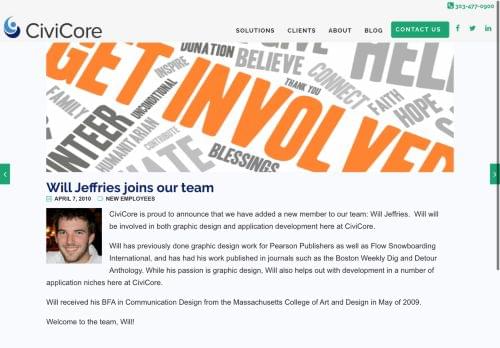 303-477-0900
CiviCore
SOLUTIONS CLIENTS ABOUT BLOG CONTACT US
DONATION GIVE HELP
INSPIRE BELIEVE
GET INVOLVED
THANK YOU CONNECT
FAMILY UNCONDITIONAL FAITH HOPE
HUMANITARIAN CONTRIBUTE
BLESSINGS
Will Jeffries joins our team
APRIL 7, 2010 NEW EMPLOYEES
CiviCore is proud to announce that we have added a new member to our team: Will Jeffries. Will will
be involved in both graphic design and application development here at CiviCore.
Will has previously done graphic design work for Pearson Publishers as well as Flow Snowboarding
International, and has had his work published in journals such as the Boston Weekly Dig and Detour
Anthology. While his passion is graphic design, Will also helps out with development in a number of
application niches here at CiviCore.
Will received his BFA in Communication Design from the Massachusetts College of Art and Design in May of 2009.
Welcome to the team, Will!